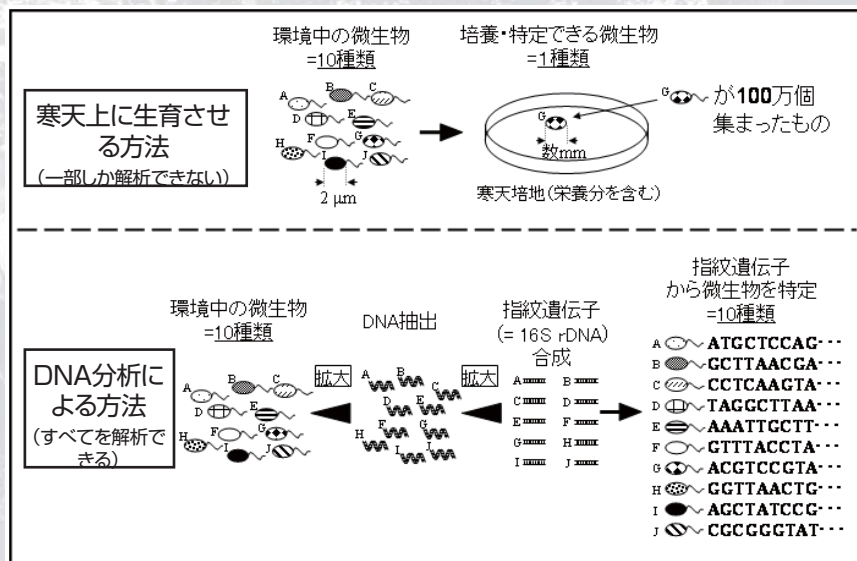 環境中の微生物
=10種類
培養・特定できる微生物
=1種類
寒天上に生育させ
る方法
(一部しか解析できない)
A
B
C
D
E
H
F
G
I
J
2 μm
G
数mm
G が100万個
集まったもの
寒天培地(栄養分を含む)
DNA分析に
よる方法
(すべてを解析で
きる)
環境中の微生物
=10種類
A
B
C
D
E
H
F
G
I
J
拡大
DNA抽出
A
B
C
D
E
F
G
H
I
J
拡大
指紋遺伝子
(= 16S rDNA)
合成
A B
C D
E F
G H
I J
指紋遺伝子
から微生物を特定
=10種類
A ATGCTCCAG···
B GCTTAACGA···
C CCTCAAGTA···
D TAGGCTTAA···
E AAATTGCTT···
F GTTTACCTA···
G ACGTCCGTA···
H GGTTAACTG···
I AGCTATCCG···
J CGCGGGTAT···